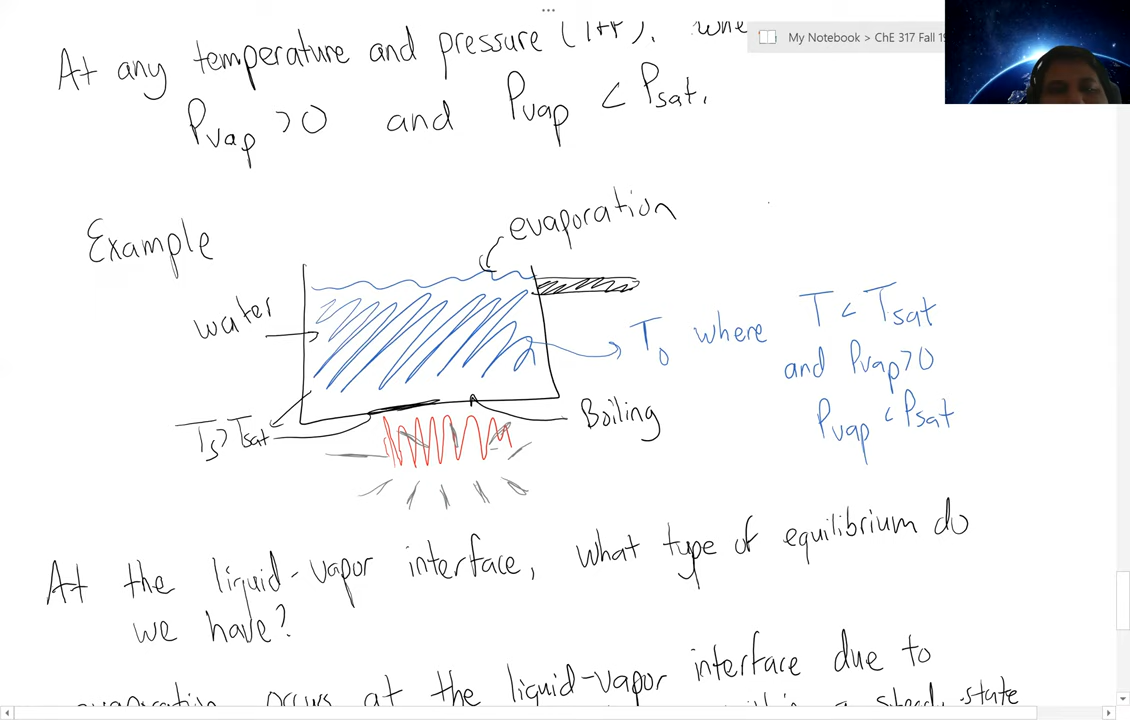 At any temperature and pressure (T+P).
My Notebook > ChE 317 Fall 19
Pvap > 0 and Pvap < Psat.
Example
evaporation
water
T0 where T < Tsat
and Pvap > 0
Pvap < Psat
Ts > Tsat
Boiling
At the liquid-vapor interface, what type of equilibrium do
we have?
evaporation occurs at the liquid-vapor interface due to
a steady-state